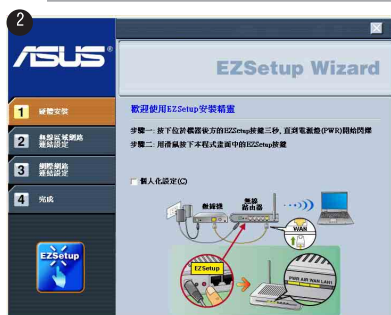 2
ASUS
EZSetup Wizard
1 硬體安裝
2 無線區域網路
連結設定
3 網際網路
連結設定
4 完成
EZSetup
歡迎使用EZSetup安裝精靈
步驟一: 按下位於機器後方的EZSetup按鍵三秒, 直到電源燈(PWR)開始閃爍
步驟二: 用滑鼠按下本程式畫面中的EZSetup按鍵
個人化設定(C)
數據機
無線
路由器
WAN
EZSetup
PWR AIR WAN LAN1